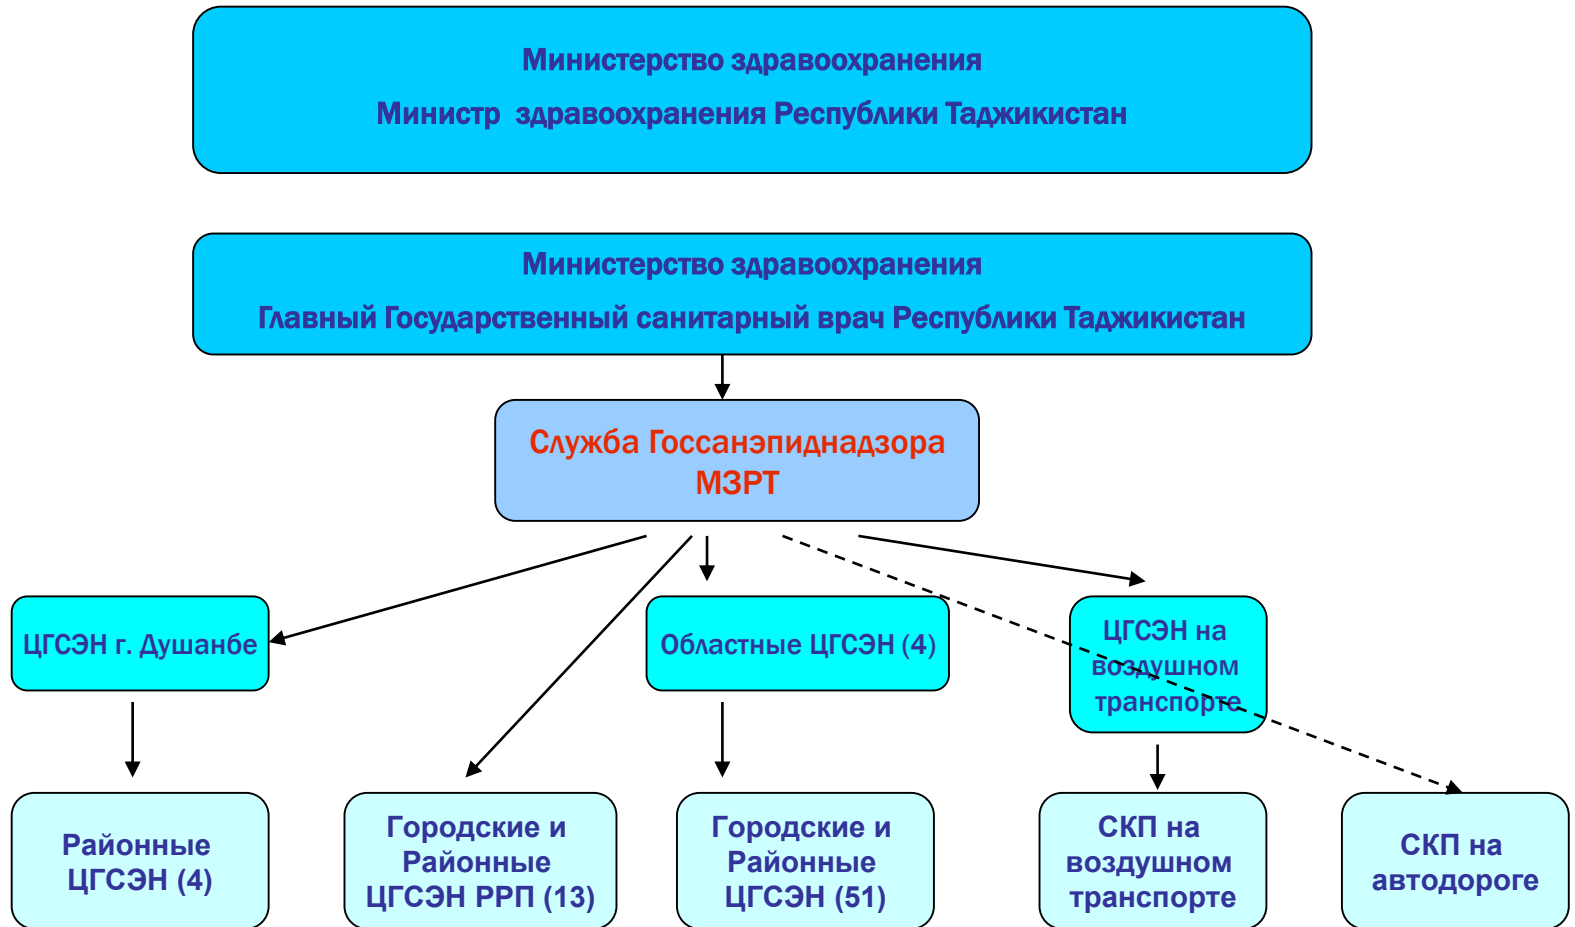 Министерство здравоохранения
Министр здравоохранения Республики Таджикистан
Министерство здравоохранения
Главный Государственный санитарный врач Республики Таджикистан
Служба Госсанэпиднадзора
МЗРТ
ЦГСЭН г. Душанбе
Областные ЦГСЭН (4)
ЦГСЭН на
воздушном
транспорте
Районные
ЦГСЭН (4)
Городские и
Районные
ЦГСЭН РРП (13)
Городские и
Районные
ЦГСЭН (51)
СКП на
воздушном
транспорте
СКП на
автодороге